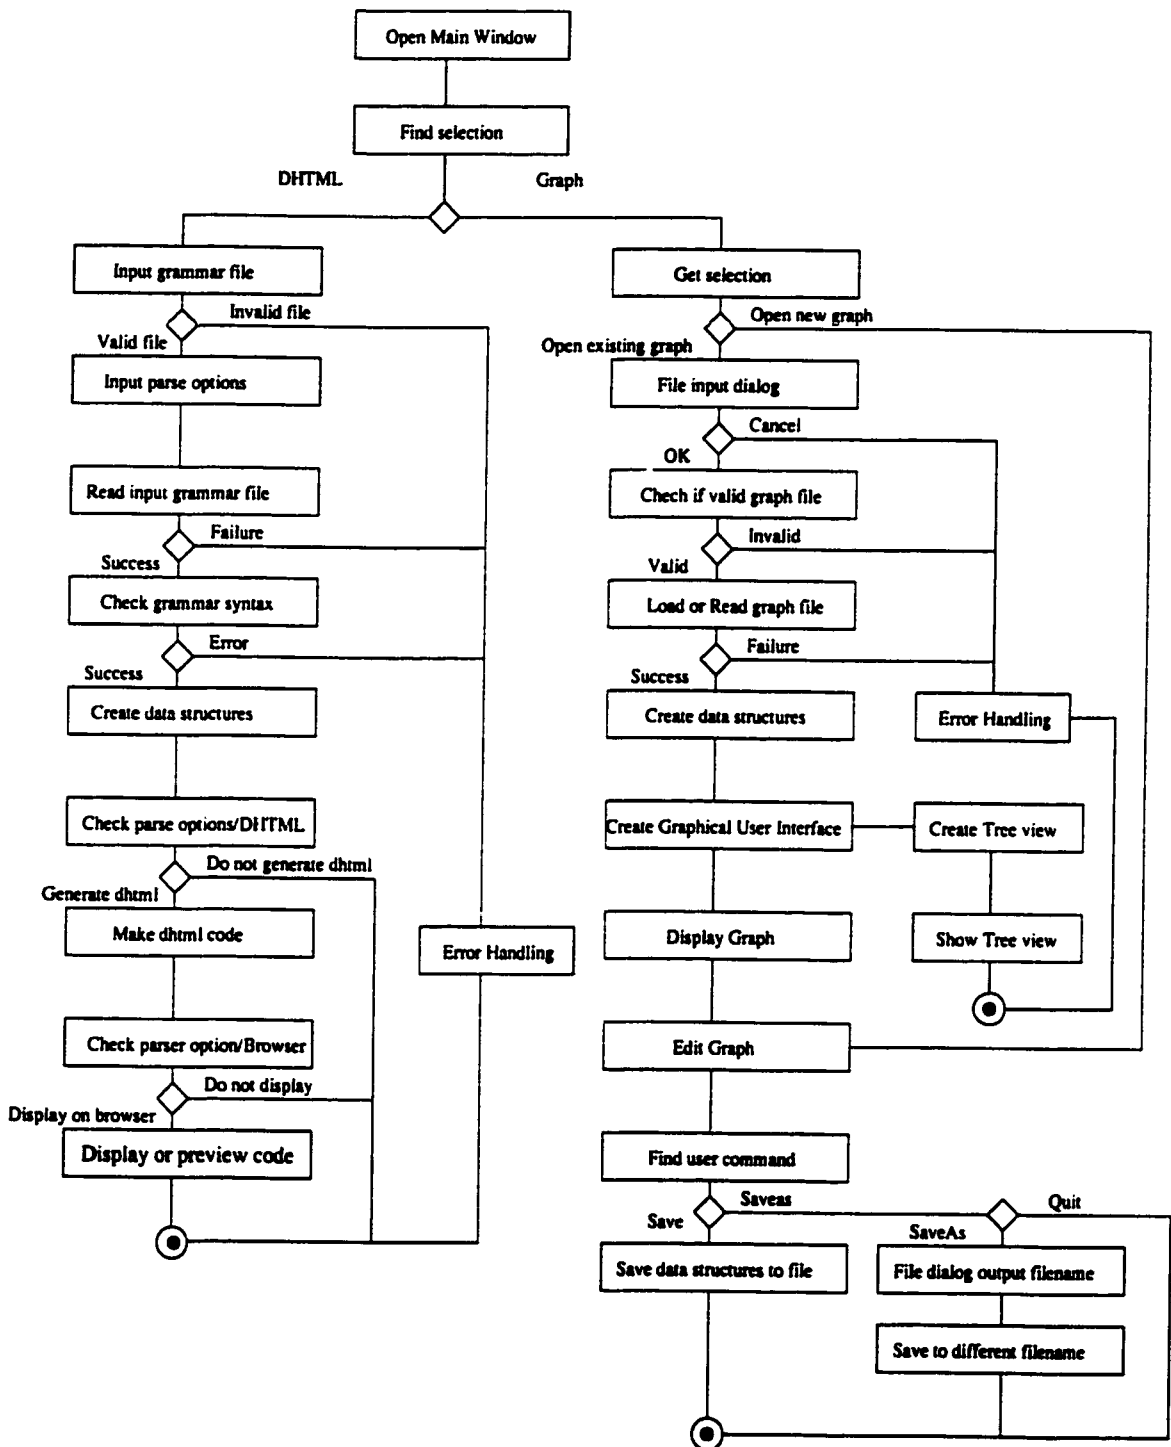 Open Main Window
Find selection
DHTML
Graph
Input grammar file
Invalid file
Valid file
Input parse options
Read input grammar file
Failure
Success
Check grammar syntax
Error
Success
Create data structures
Check parse options/DHTML
Do not generate dhtml
Generate dhtml
Make dhtml code
Error Handling
Check parser option/Browser
Do not display
Display on browser
Display or preview code
Get selection
Open new graph
Open existing graph
File input dialog
Cancel
OK
Chech if valid graph file
Invalid
Valid
Load or Read graph file
Failure
Success
Create data structures
Error Handling
Create Graphical User Interface
Create Tree view
Display Graph
Show Tree view
Edit Graph
Find user command
Saveas
Quit
Save
SaveAs
Save data structures to file
File dialog output filename
Save to different filename